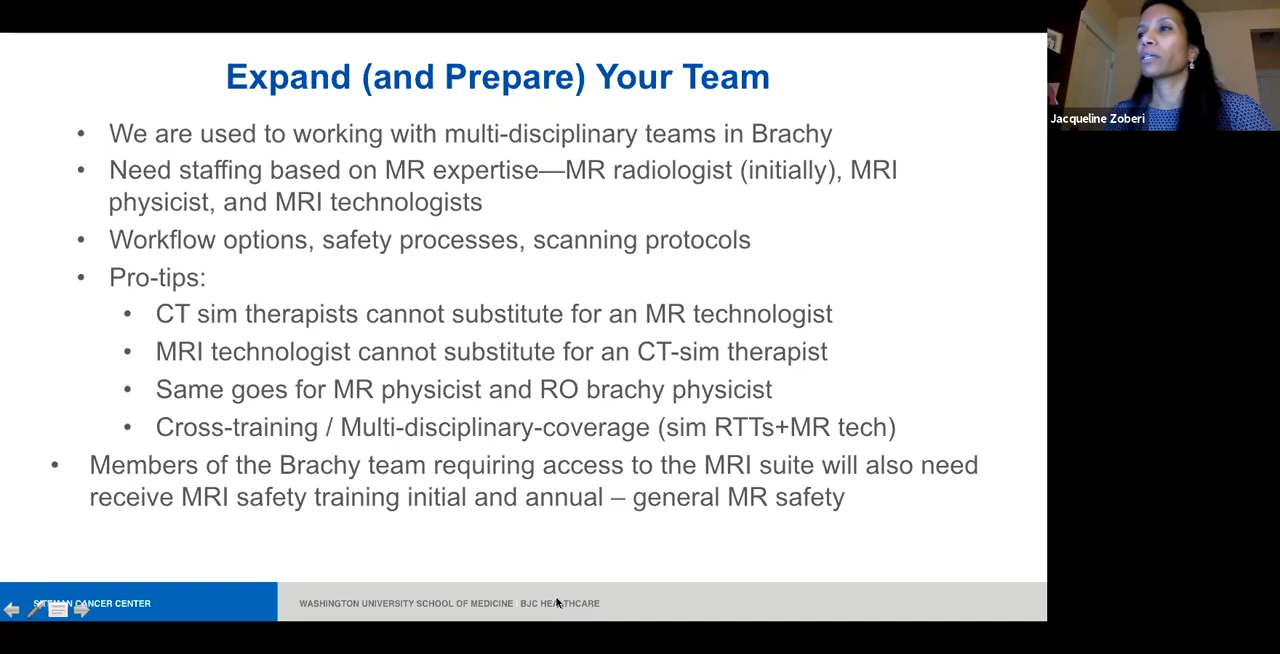 Expand (and Prepare) Your Team
• We are used to working with multi-disciplinary teams in Brachy
• Need staffing based on MR expertise—MR radiologist (initially), MRI
physicist, and MRI technologists
• Workflow options, safety processes, scanning protocols
• Pro-tips:
• CT sim therapists cannot substitute for an MR technologist
• MRI technologist cannot substitute for an CT-sim therapist
• Same goes for MR physicist and RO brachy physicist
• Cross-training / Multi-disciplinary-coverage (sim RTTs+MR tech)
• Members of the Brachy team requiring access to the MRI suite will also need
receive MRI safety training initial and annual – general MR safety
Jacqueline Zoberi
SITEMAN CANCER CENTER
WASHINGTON UNIVERSITY SCHOOL OF MEDICINE | BJC HEALTHCARE